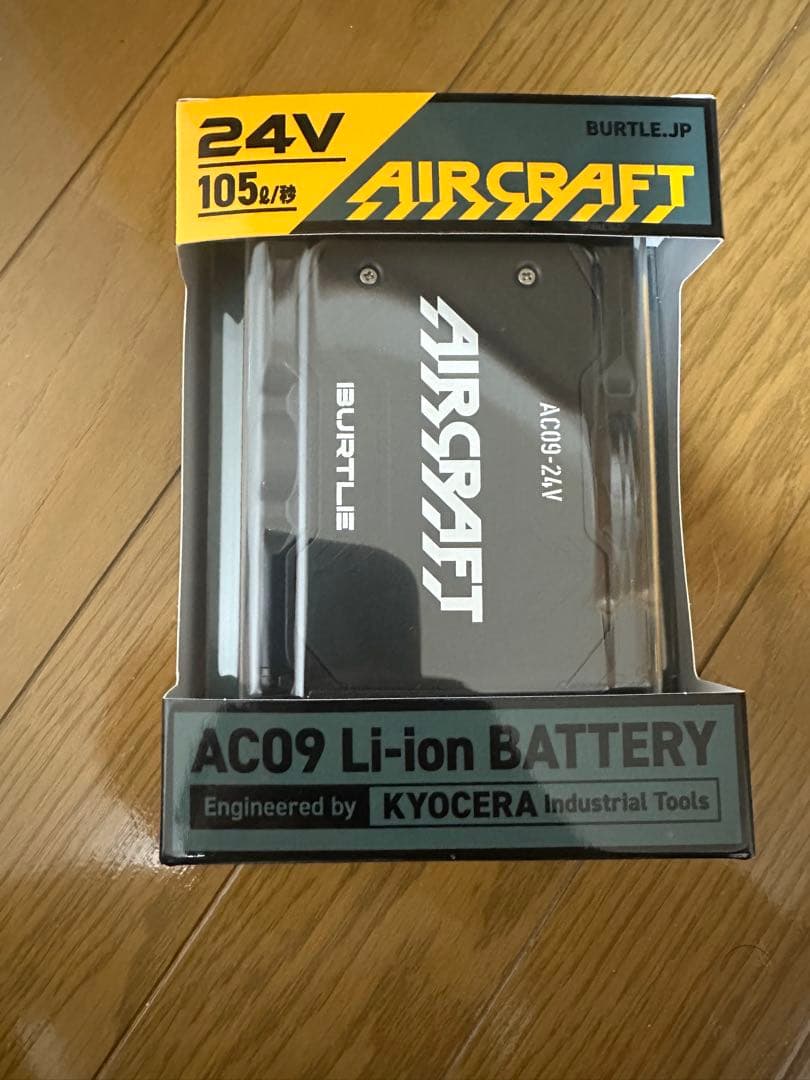 24V
105ℓ/秒
BURTLE.JP
AIRCRAFT
AC09-24V
AIRCRAFT
BURTLE
AC09 Li-ion BATTERY
Engineered by KYOCERA Industrial Tools